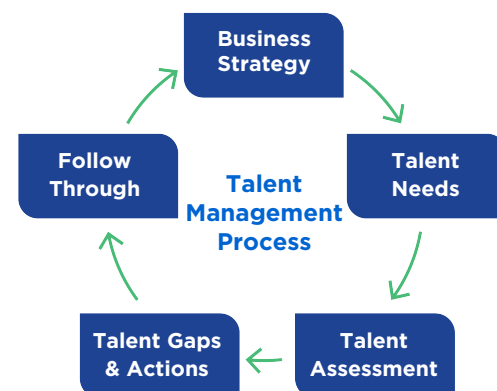 Business
Strategy
Talent
Needs
Talent
Assessment
Talent Gaps
& Actions
Follow
Through
Talent
Management
Process